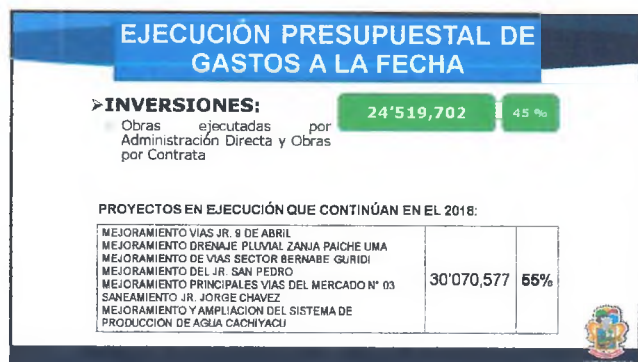 EJECUCIÓN PRESUPUESTAL DE
GASTOS A LA FECHA
➢INVERSIONES:
24'519,702
45 %
Obras ejecutadas por
Administración Directa y Obras
por Contrata
PROYECTOS EN EJECUCIÓN QUE CONTINÚAN EN EL 2018:
MEJORAMIENTO VIAS JR. 9 DE ABRIL
MEJORAMIENTO DRENAJE PLUVIAL ZANJA PAICHE UMA
MEJORAMIENTO DE VIAS SECTOR BERNABE GURIDI
MEJORAMIENTO DEL JR. SAN PEDRO
MEJORAMIENTO PRINCIPALES VIAS DEL MERCADO N° 03
SANEAMIENTO JR. JORGE CHAVEZ
MEJORAMIENTO Y AMPLIACION DEL SISTEMA DE
PRODUCCION DE AGUA CACHIYACU
30'070,577
55%